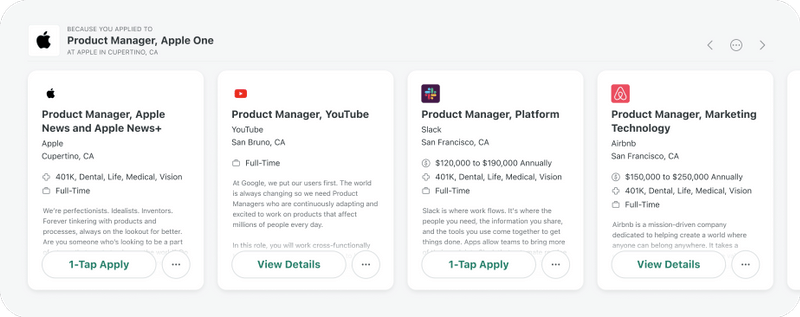 BECAUSE YOU APPLIED TO
Product Manager, Apple One
AT APPLE IN CUPERTINO, CA
Product Manager, Apple
News and Apple News+
Apple
Cupertino, CA
401K, Dental, Life, Medical, Vision
Full-Time
We're perfectionists. Idealists. Inventors.
Forever tinkering with products and
processes, always on the lookout for better.
Are you someone who's looking to be a part
1-Tap Apply
Product Manager, YouTube
YouTube
San Bruno, CA
Full-Time
At Google, we put our users first. The world
is always changing so we need Product
Managers who are continuously adapting and
excited to work on products that affect
millions of people every day.
In this role, you will work cross-functionally
View Details
Product Manager, Platform
Slack
San Francisco, CA
$120,000 to $190,000 Annually
401K, Dental, Life, Medical, Vision
Full-Time
Slack is where work flows. It's where the
people you need, the information you share,
and the tools you use come together to get
things done. Apps allow teams to bring more
1-Tap Apply
Product Manager, Marketing
Technology
Airbnb
San Francisco, CA
$150,000 to $250,000 Annually
401K, Dental, Life, Medical, Vision
Full-Time
Airbnb is a mission-driven company
dedicated to helping create a world where
anyone can belong anywhere. It takes a
View Details